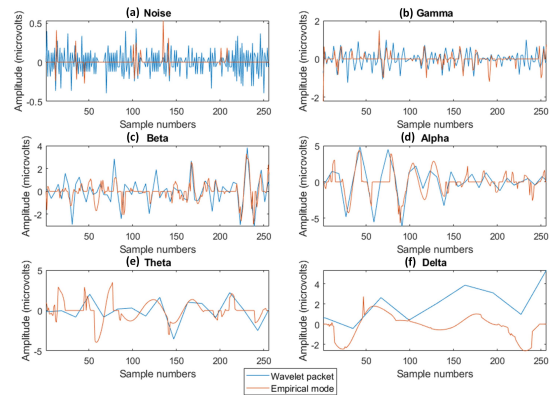 (a) Noise
Amplitude (microvolts)
0.5
0
-0.5
50 100 150 200 250
Sample numbers
(b) Gamma
Amplitude (microvolts)
2
0
-2
50 100 150 200 250
Sample numbers
(c) Beta
Amplitude (microvolts)
4
2
0
-2
50 100 150 200 250
Sample numbers
(d) Alpha
Amplitude (microvolts)
5
0
-5
50 100 150 200 250
Sample numbers
(e) Theta
Amplitude (microvolts)
5
0
-5
50 100 150 200 250
Sample numbers
(f) Delta
Amplitude (microvolts)
4
2
0
-2
50 100 150 200 250
Sample numbers
Wavelet packet
Empirical mode